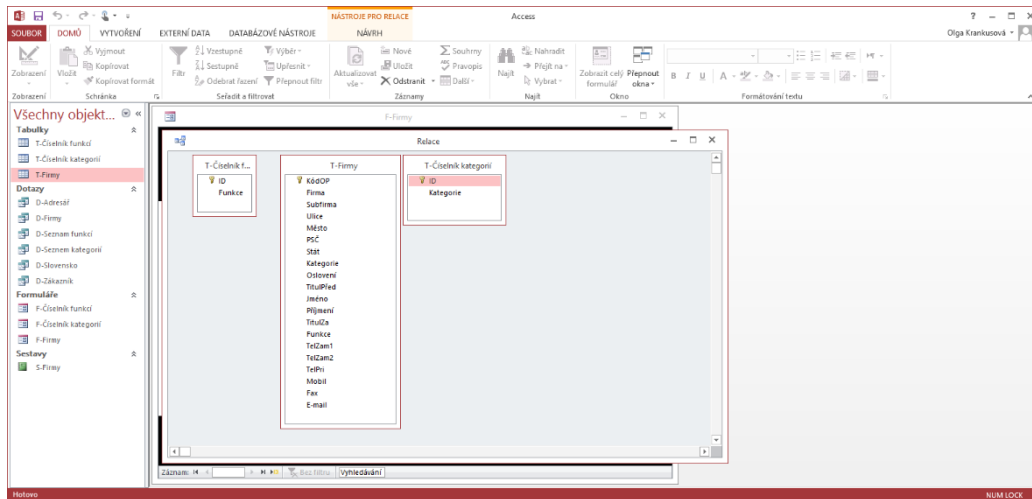 NÁSTROJE PRO RELACE
Access
SOUBOR DOMŮ VYTVOŘENÍ EXTERNÍ DATA DATABÁZOVÉ NÁSTROJE NÁVRH
Olga Krankusová
Zobrazení
Vložit
Vyjmout
Kopírovat
Kopírovat formát
Filtr
Vzestupně
Sestupně
Odebrat řazení
Výběr
Upřesnit
Přepnout filtr
Aktualizovat vše
Nové
Uložit
Odstranit
Souhrny
Pravopis
Další
Najít
Nahradit
Přejít na
Vybrat
Zobrazit celý formulář
Přepnout okna
B I U A
Zobrazení Schránka Seřadit a filtrovat Záznamy Najít Okno Formátování textu
Všechny objekt...
Tabulky
T-Číselník funkcí
T-Číselník kategorií
T-Firmy
Dotazy
D-Adresář
D-Firmy
D-Seznam funkcí
D-Seznem kategorií
D-Slovensko
D-Zákazník
Formuláře
F-Číselník funkcí
F-Číselník kategorií
F-Firmy
Sestavy
S-Firmy
F-Firmy
Relace
T-Číselník f...
ID
Funkce
T-Firmy
KódOP
Firma
Subfirma
Ulice
Město
PSČ
Stát
Kategorie
Oslovení
TitulPřed
Jméno
Příjmení
TitulZa
Funkce
TelZam1
TelZam2
TelPri
Mobil
Fax
E-mail
T-Číselník kategorií
ID
Kategorie
Záznam: Bez filtru Vyhledávání
Hotovo
NUM LOCK